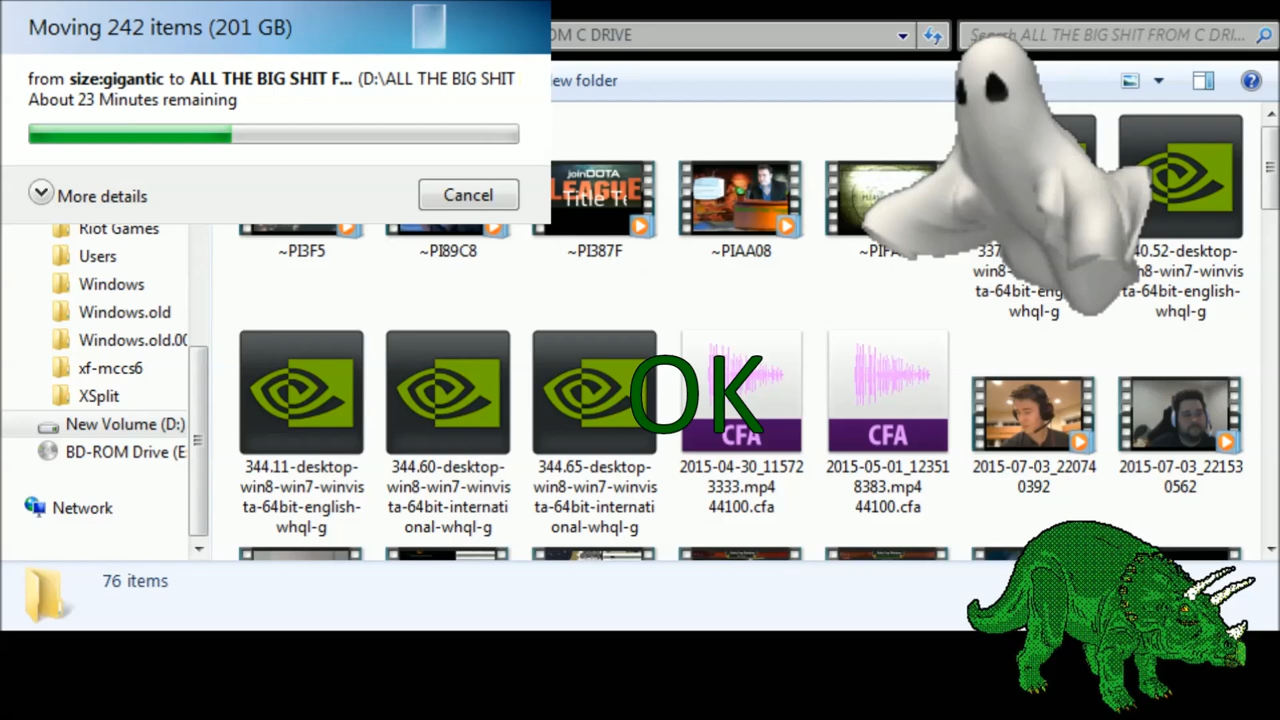 Moving 242 items (201 GB)
OM C DRIVE
Search ALL THE BIG SHIT FROM C DRI...
from size:gigantic to ALL THE BIG SHIT F... (D:\ALL THE BIG SHIT
About 23 Minutes remaining
ew folder
More details
Cancel
joinDOTA
LEAGUE
Title Te
~PI3F5
~PI89C8
~PI387F
~PIAA08
Riot Games
Users
Windows
Windows.old
Windows.old.00
xf-mccs6
XSplit
New Volume (D:)
BD-ROM Drive (E
Network
40.52-desktop-
win8-win7-winvis
ta-64bit-english-
whql-g
whql-g
OK
CFA
CFA
344.11-desktop-
win8-win7-winvis
ta-64bit-english-
whql-g
344.60-desktop-
win8-win7-winvis
ta-64bit-internati
onal-whql-g
344.65-desktop-
win8-win7-winvis
ta-64bit-internati
onal-whql-g
2015-04-30_11572
3333.mp4
44100.cfa
2015-05-01_12351
8383.mp4
44100.cfa
2015-07-03_22074
0392
2015-07-03_22153
0562
76 items